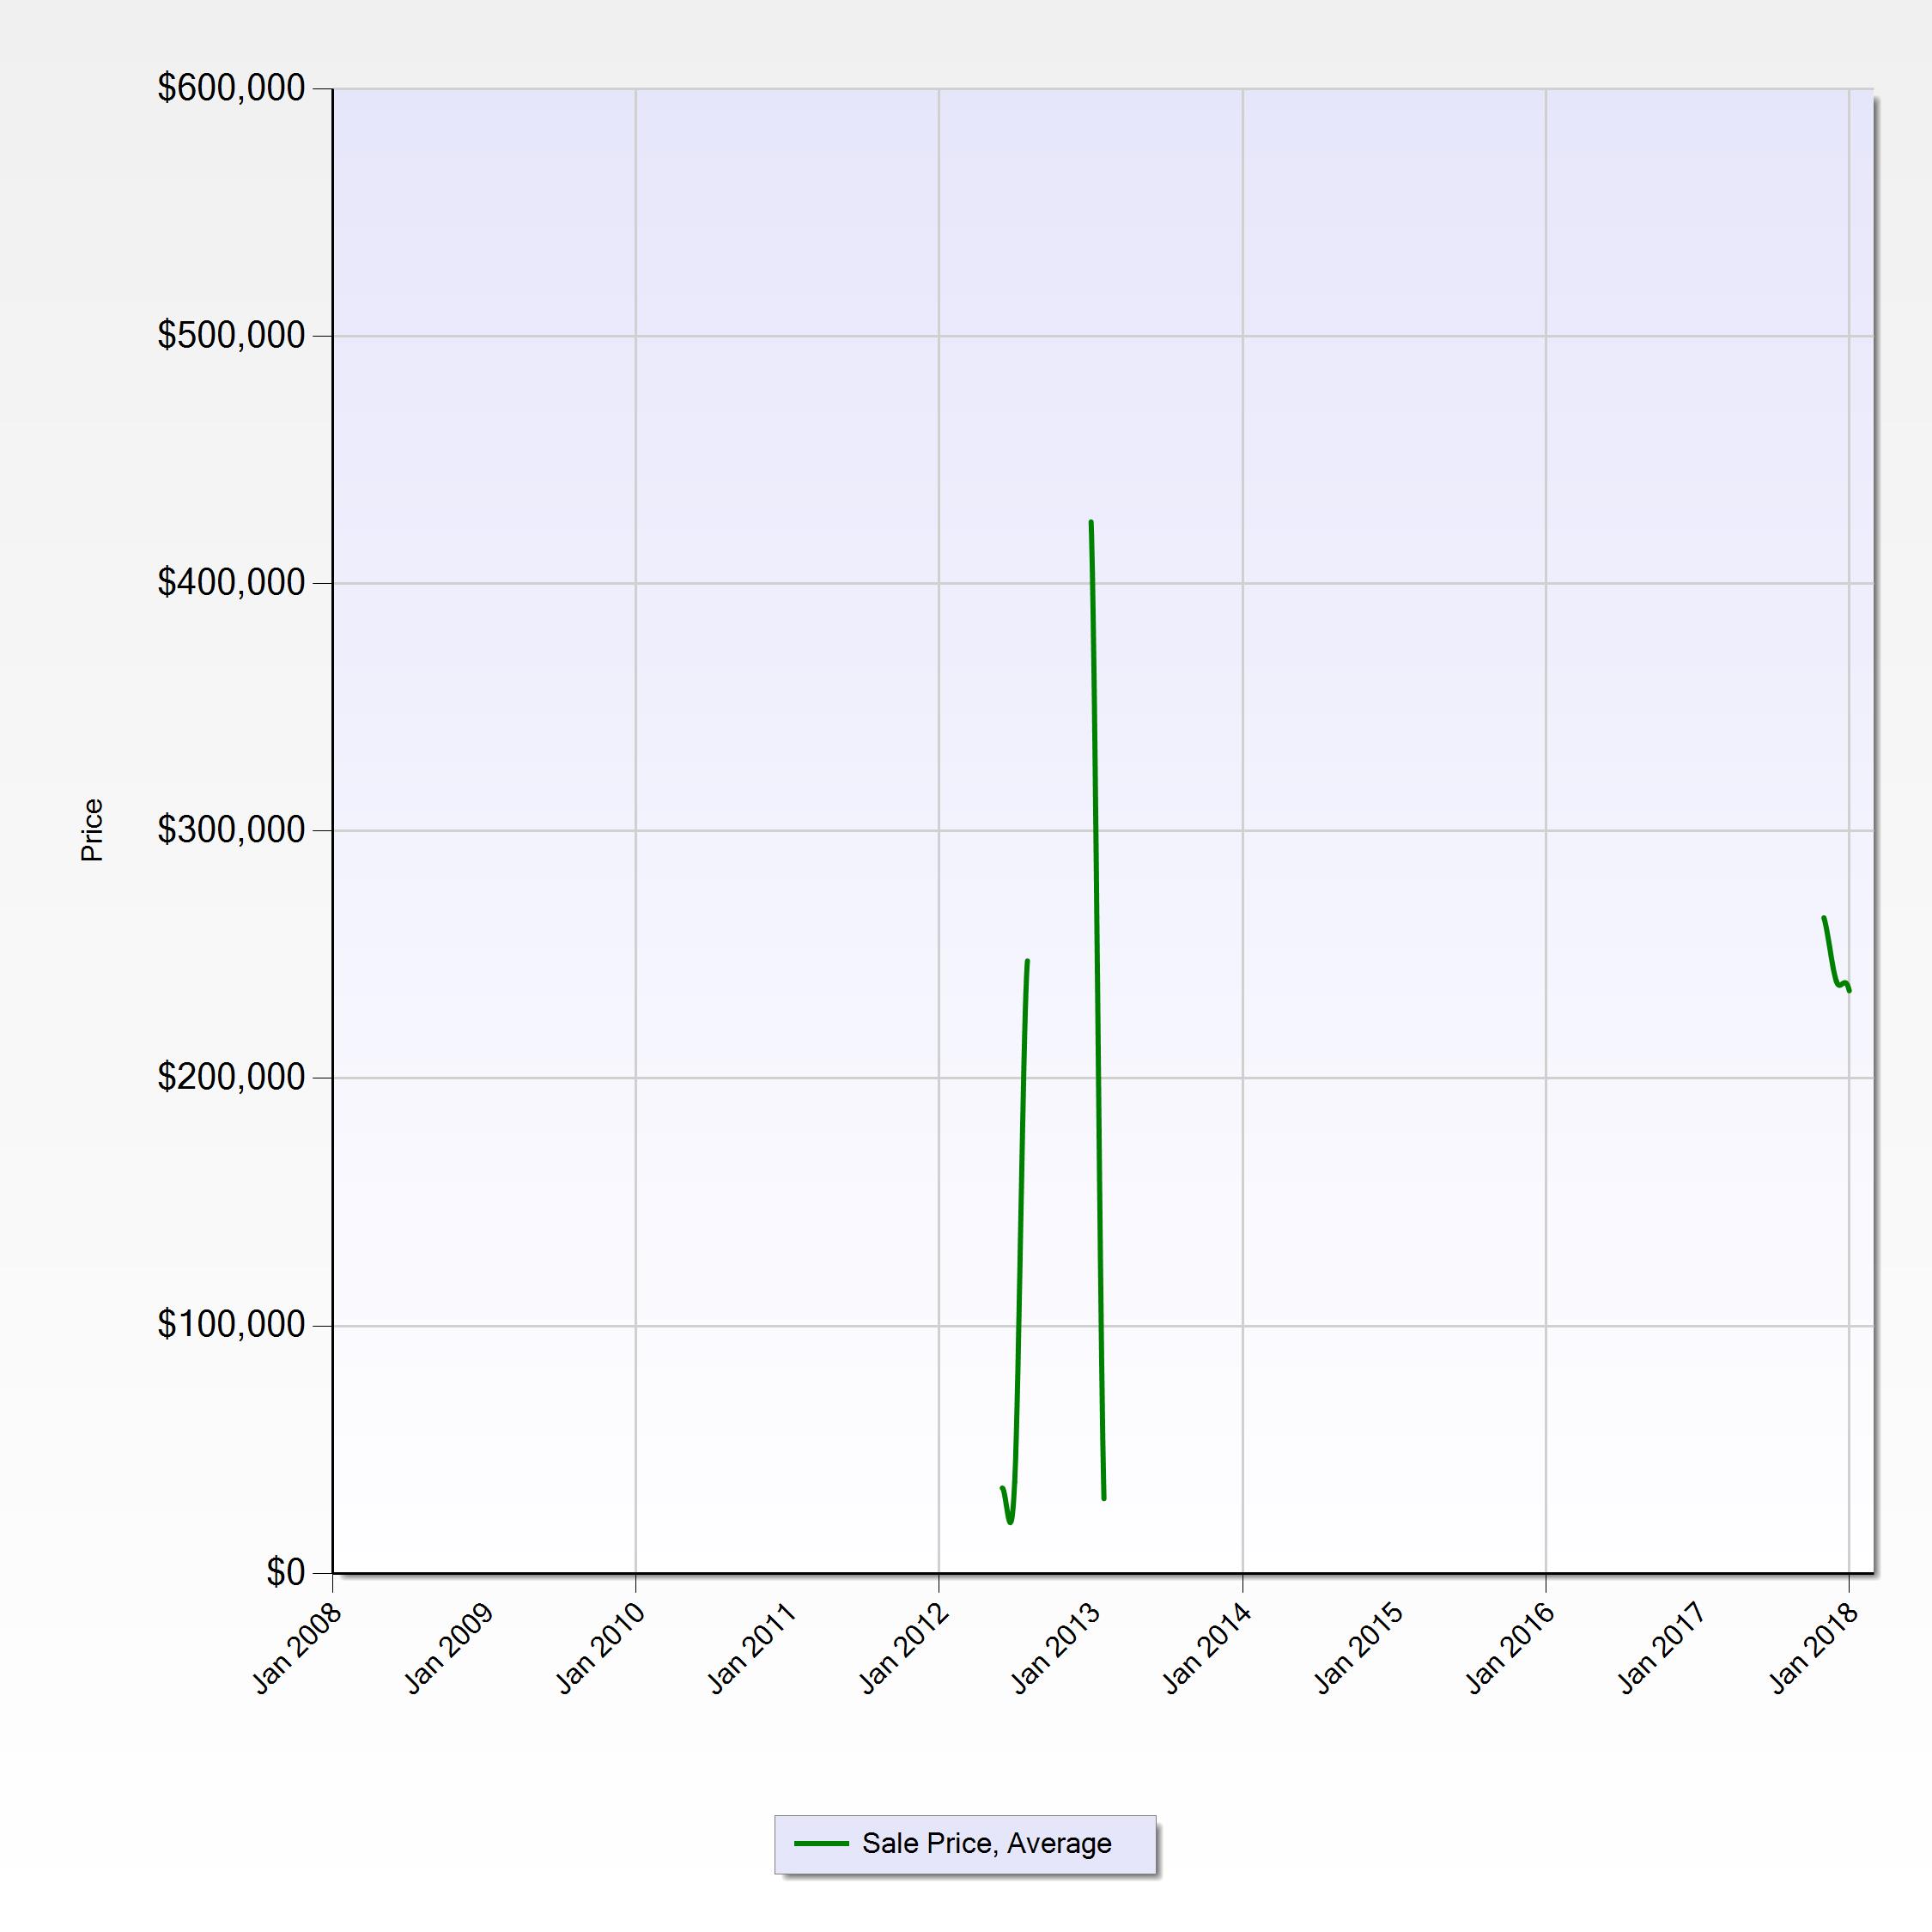 $600,000
$500,000
$400,000
$300,000
$200,000
$100,000
$0
Price
Jan 2008
Jan 2009
Jan 2010
Jan 2011
Jan 2012
Jan 2013
Jan 2014
Jan 2015
Jan 2016
Jan 2017
Jan 2018
Sale Price, Average